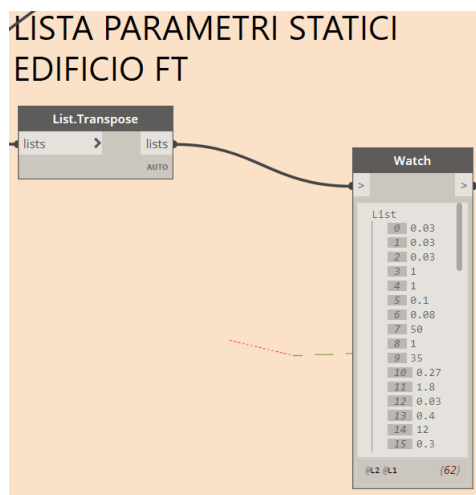 LISTA PARAMETRI STATICI
EDIFICIO FT
List.Transpose
lists > lists
AUTO
Watch
> >
List
0 0.03
1 0.03
2 0.03
3 1
4 1
5 0.1
6 0.08
7 50
8 1
9 35
10 0.27
11 1.8
12 0.03
13 0.4
14 12
15 0.3
@L2 @L1 {62}